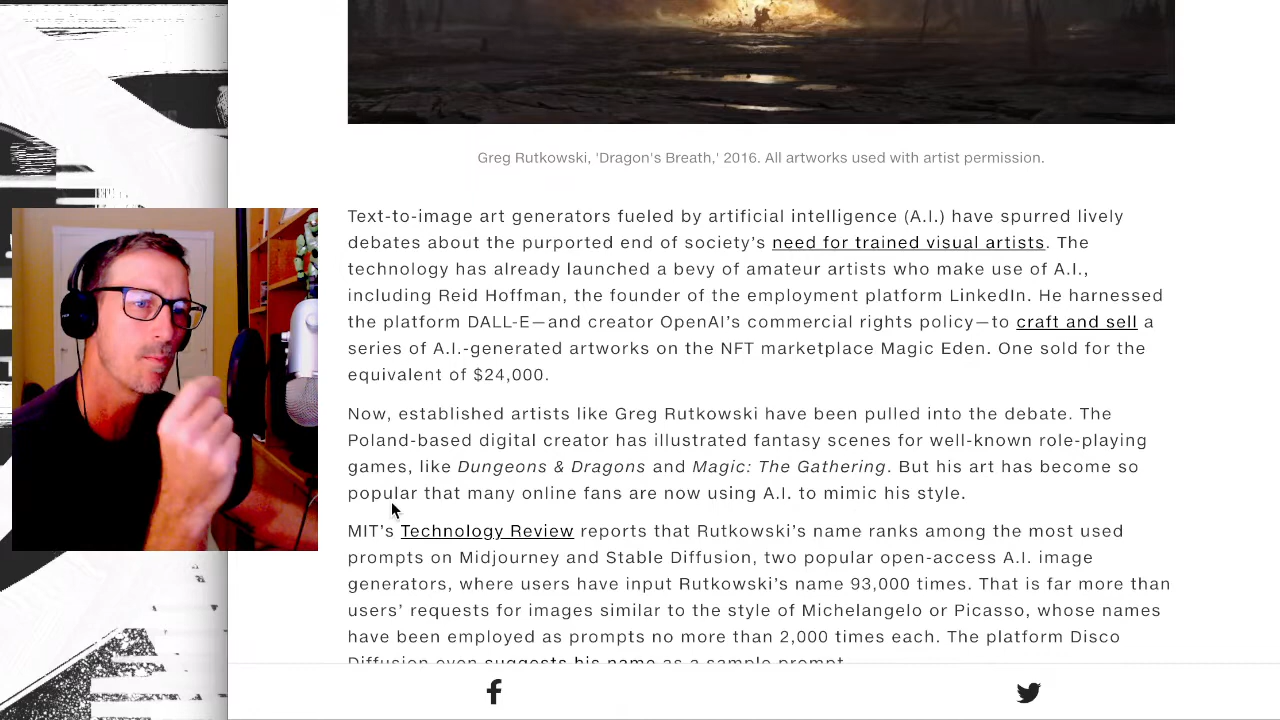 Greg Rutkowski, 'Dragon's Breath,' 2016. All artworks used with artist permission.
Text-to-image art generators fueled by artificial intelligence (A.I.) have spurred lively
debates about the purported end of society’s need for trained visual artists. The
technology has already launched a bevy of amateur artists who make use of A.I.,
including Reid Hoffman, the founder of the employment platform LinkedIn. He harnessed
the platform DALL-E—and creator OpenAI’s commercial rights policy—to craft and sell a
series of A.I.-generated artworks on the NFT marketplace Magic Eden. One sold for the
equivalent of $24,000.
Now, established artists like Greg Rutkowski have been pulled into the debate. The
Poland-based digital creator has illustrated fantasy scenes for well-known role-playing
games, like Dungeons & Dragons and Magic: The Gathering. But his art has become so
popular that many online fans are now using A.I. to mimic his style.
MIT’s Technology Review reports that Rutkowski’s name ranks among the most used
prompts on Midjourney and Stable Diffusion, two popular open-access A.I. image
generators, where users have input Rutkowski’s name 93,000 times. That is far more than
users’ requests for images similar to the style of Michelangelo or Picasso, whose names
have been employed as prompts no more than 2,000 times each. The platform Disco
Diffusion even suggests his name as a sample prompt.